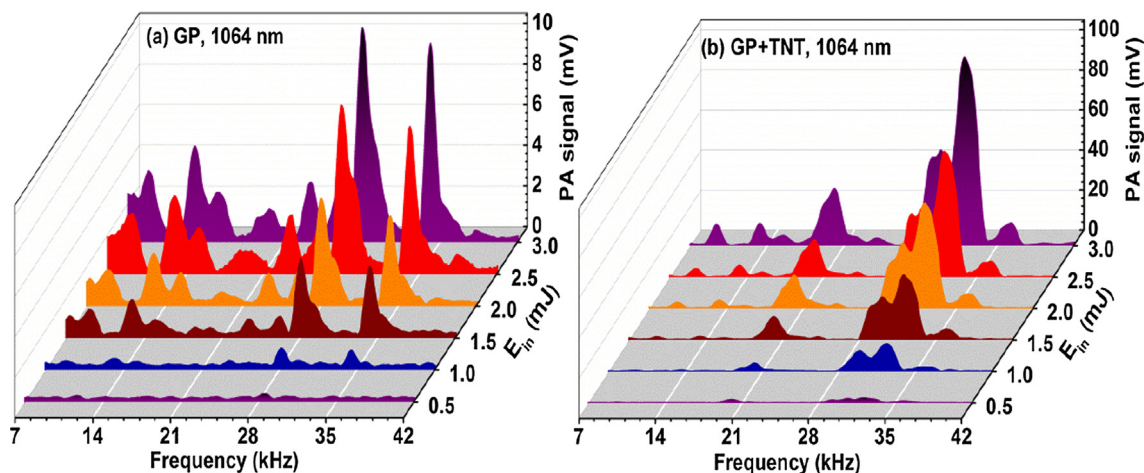 (a) GP, 1064 nm
10
8
6
4
2
0
PA signal (mV)
3.0
2.5
2.0
1.5
1.0
0.5
Ein (mJ)
7 14 21 28 35 42
Frequency (kHz)
(b) GP+TNT, 1064 nm
100
80
60
40
20
0
PA signal (mV)
3.0
2.5
2.0
1.5
1.0
0.5
Ein (mJ)
7 14 21 28 35 42
Frequency (kHz)